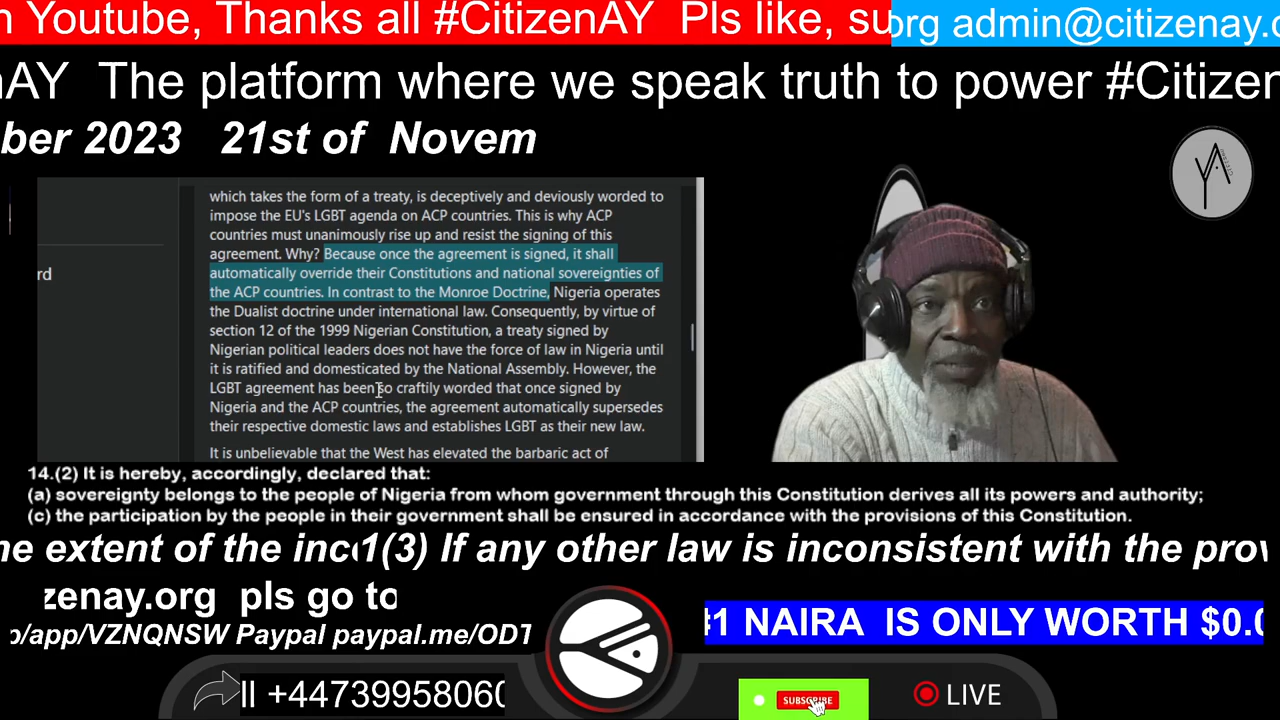 n Youtube, Thanks all #CitizenAY  Pls like, su
org admin@citizenay.o
nAY  The platform where we speak truth to power #Citizen
ber 2023   21st of  Novem
which takes the form of a treaty, is deceptively and deviously worded to
impose the EU's LGBT agenda on ACP countries. This is why ACP
countries must unanimously rise up and resist the signing of this
agreement. Why? Because once the agreement is signed, it shall
automatically override their Constitutions and national sovereignties of
the ACP countries. In contrast to the Monroe Doctrine, Nigeria operates
the Dualist doctrine under international law. Consequently, by virtue of
section 12 of the 1999 Nigerian Constitution, a treaty signed by
Nigerian political leaders does not have the force of law in Nigeria until
it is ratified and domesticated by the National Assembly. However, the
LGBT agreement has been so craftily worded that once signed by
Nigeria and the ACP countries, the agreement automatically supersedes
their respective domestic laws and establishes LGBT as their new law.
It is unbelievable that the West has elevated the barbaric act of
rd
14.(2) It is hereby, accordingly, declared that:
(a) sovereignty belongs to the people of Nigeria from whom government through this Constitution derives all its powers and authority;
(c) the participation by the people in their government shall be ensured in accordance with the provisions of this Constitution.
he extent of the inc
1(3) If any other law is inconsistent with the prov
zenay.org  pls go to
o/app/VZNQNSW Paypal paypal.me/ODT
#1 NAIRA  IS ONLY WORTH $0.0
ll +44739958060
SUBSCRIBE
LIVE